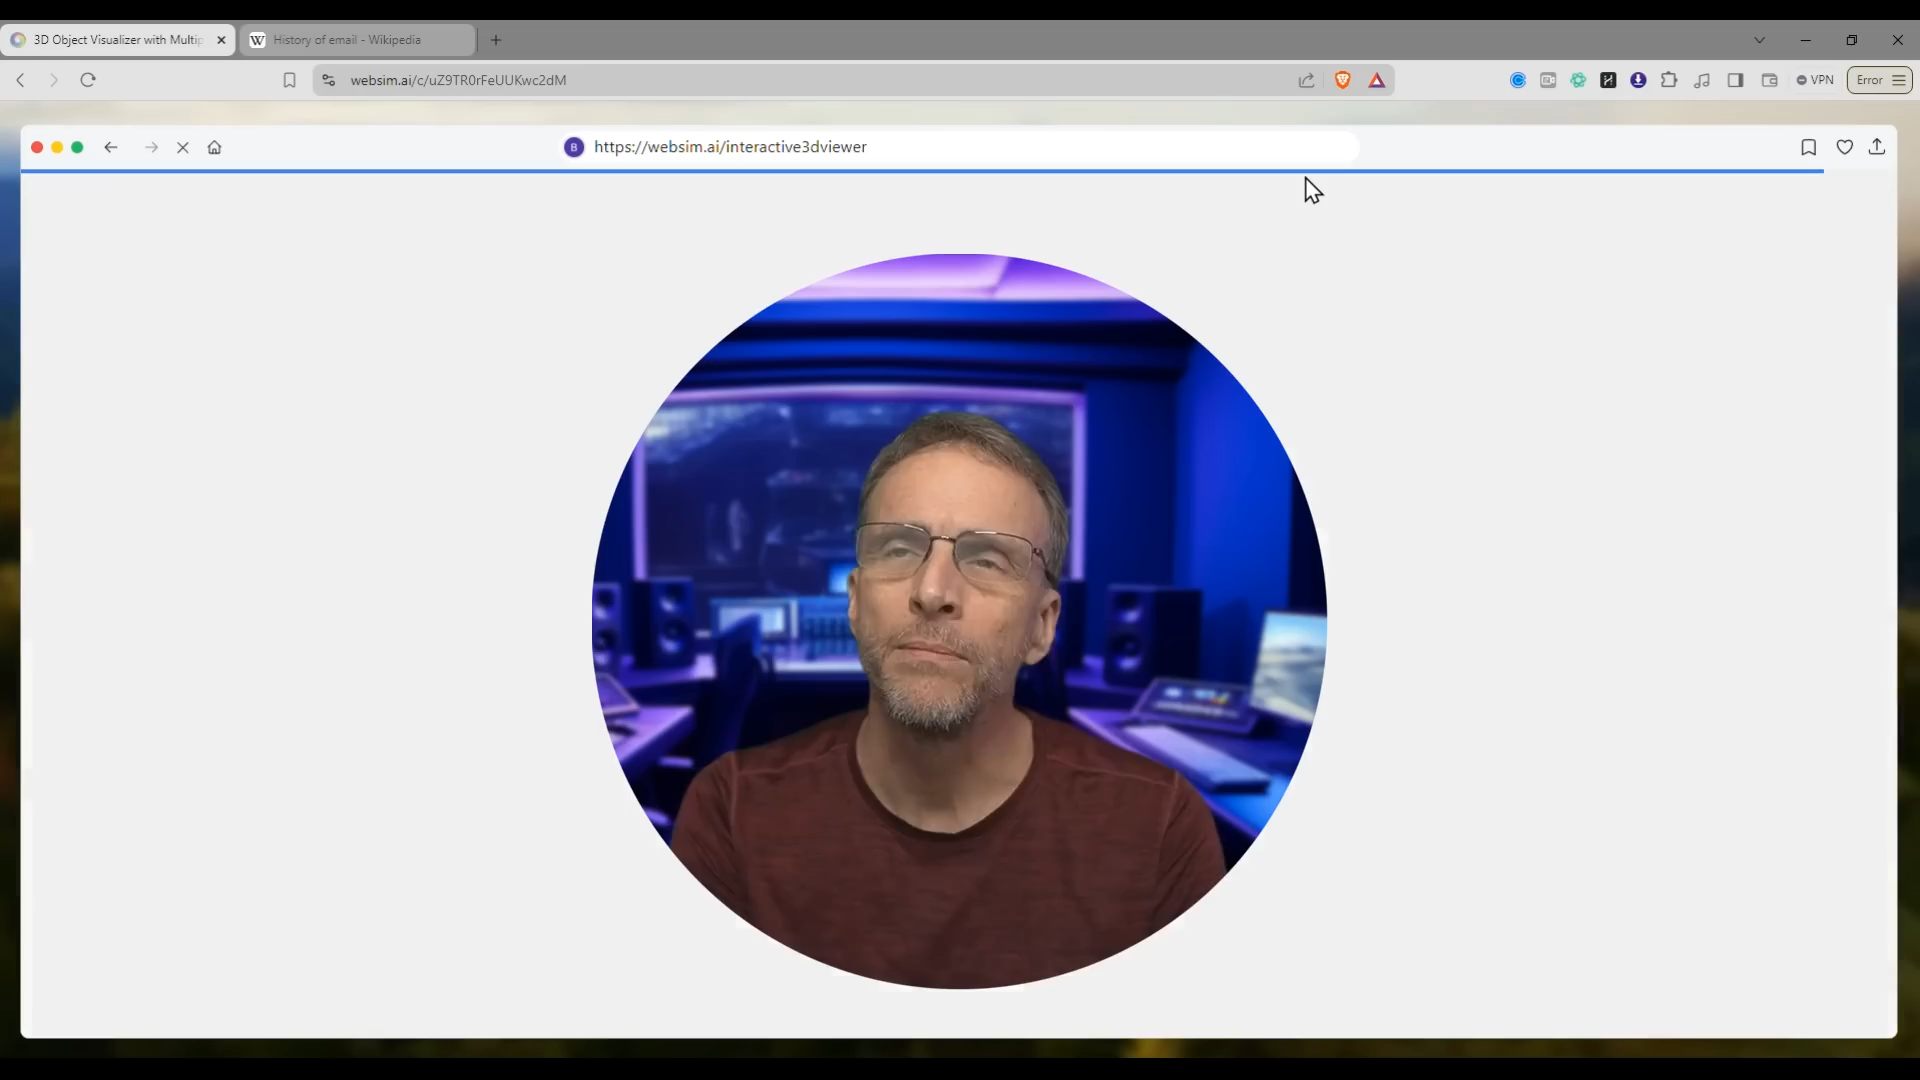 3D Object Visualizer with Multip
W History of email - Wikipedia
websim.ai/c/uZ9TR0rFeUUKwc2dM
VPN
Error
B https://websim.ai/interactive3dviewer